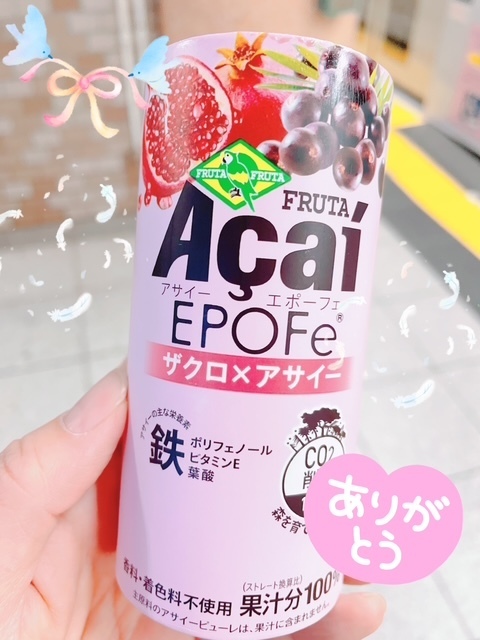 FRUTA FRUTA
FRUTA
Açaí
アサイー エポーフェ
EPOFe®
ザクロ×アサイー
アサイーの主な栄養素
鉄
ポリフェノール
ビタミンE
葉酸
CO2
削
森を育て
ありが
とう
香料・着色料不使用
(ストレート換算比)
果汁分100%
主原料のアサイーピューレは、果汁に含まれません。